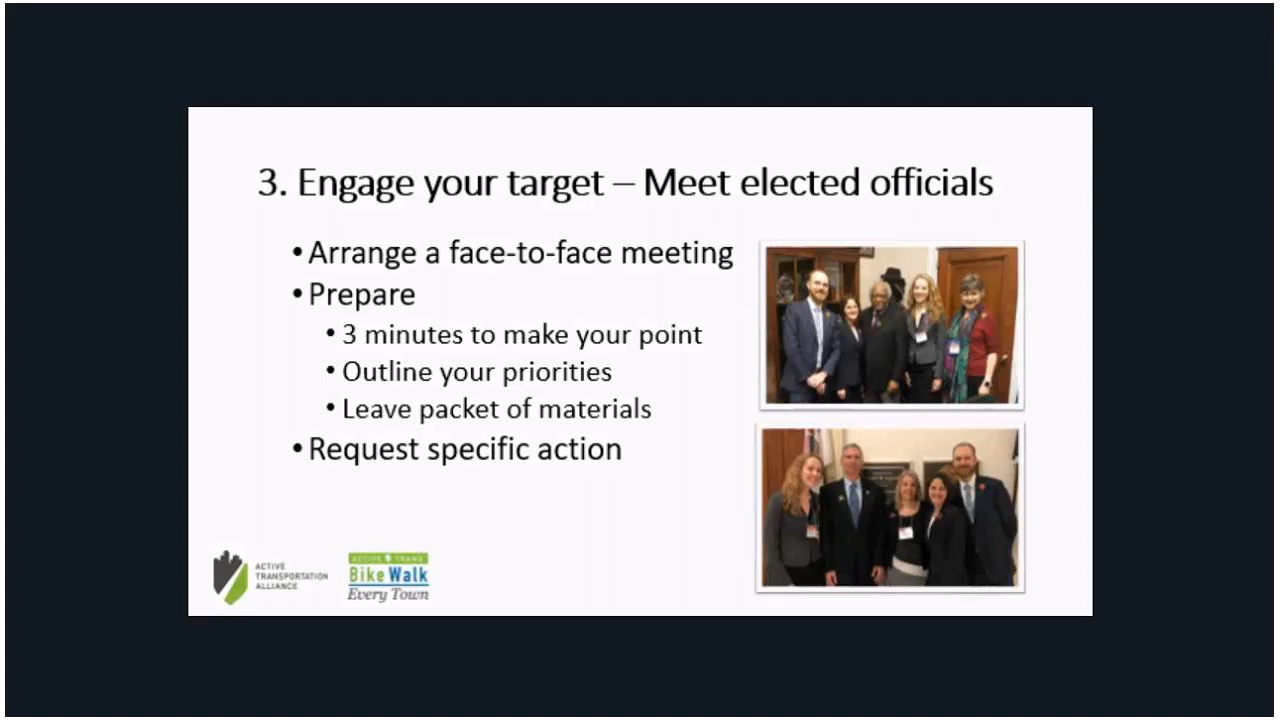 3. Engage your target – Meet elected officials
• Arrange a face-to-face meeting
• Prepare
• 3 minutes to make your point
• Outline your priorities
• Leave packet of materials
• Request specific action
ACTIVE
TRANSPORTATION
ALLIANCE
ACTIVE TRANS
Bike Walk
Every Town